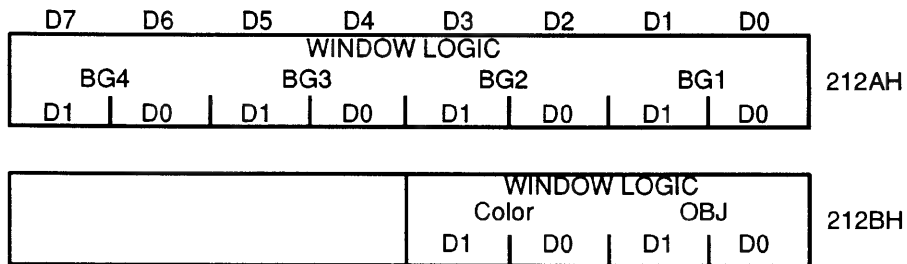 D7 D6 D5 D4 D3 D2 D1 D0
WINDOW LOGIC
BG4 BG3 BG2 BG1 212AH
D1 D0 D1 D0 D1 D0 D1 D0
WINDOW LOGIC
Color OBJ 212BH
D1 D0 D1 D0